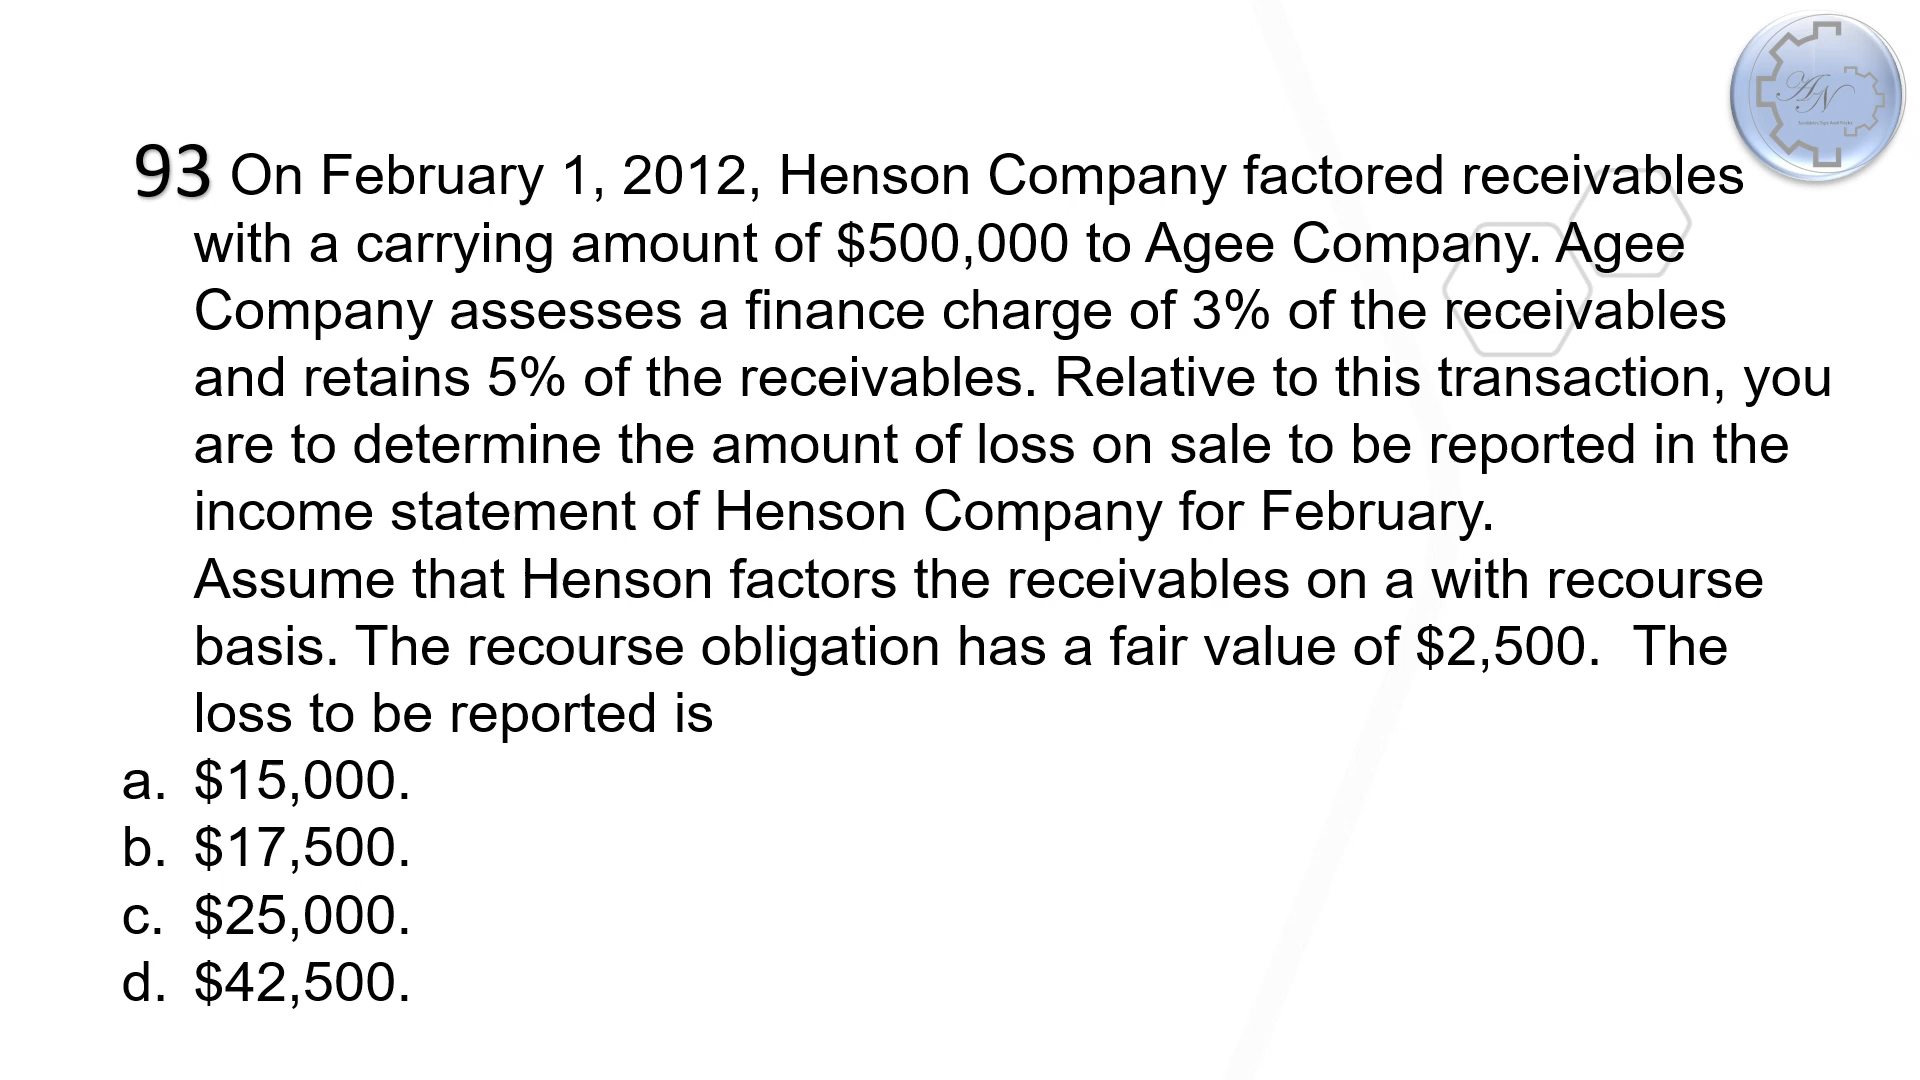 93 On February 1, 2012, Henson Company factored receivables
with a carrying amount of $500,000 to Agee Company. Agee
Company assesses a finance charge of 3% of the receivables
and retains 5% of the receivables. Relative to this transaction, you
are to determine the amount of loss on sale to be reported in the
income statement of Henson Company for February.
Assume that Henson factors the receivables on a with recourse
basis. The recourse obligation has a fair value of $2,500.  The
loss to be reported is
a. $15,000.
b. $17,500.
c. $25,000.
d. $42,500.
AN